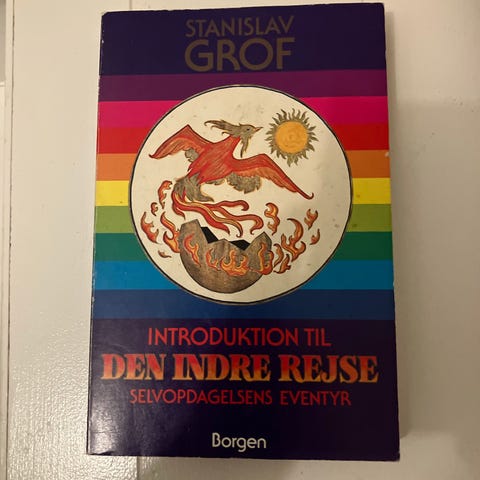 STANISLAV
GROF
INTRODUKTION TIL
DEN INDRE REJSE
SELVOPDAGELSENS EVENTYR
Borgen